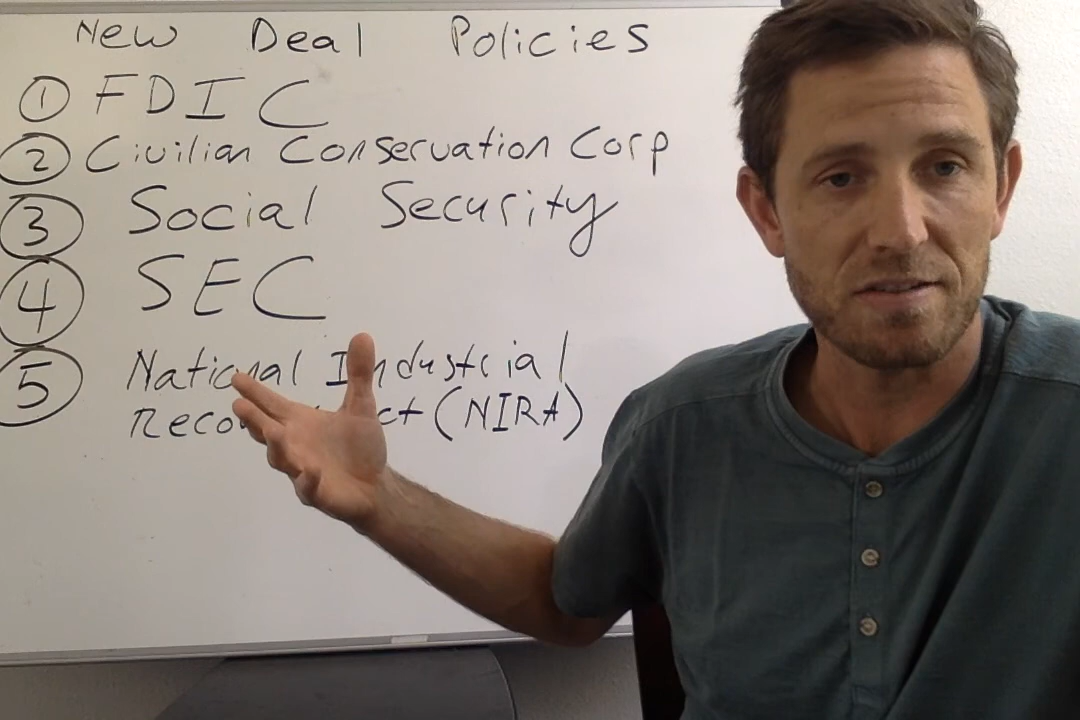 New Deal Policies
1 FDIC
2 Civilian Conservation Corp
3 Social Security
4 SEC
5 National Industrial
(NIRA)